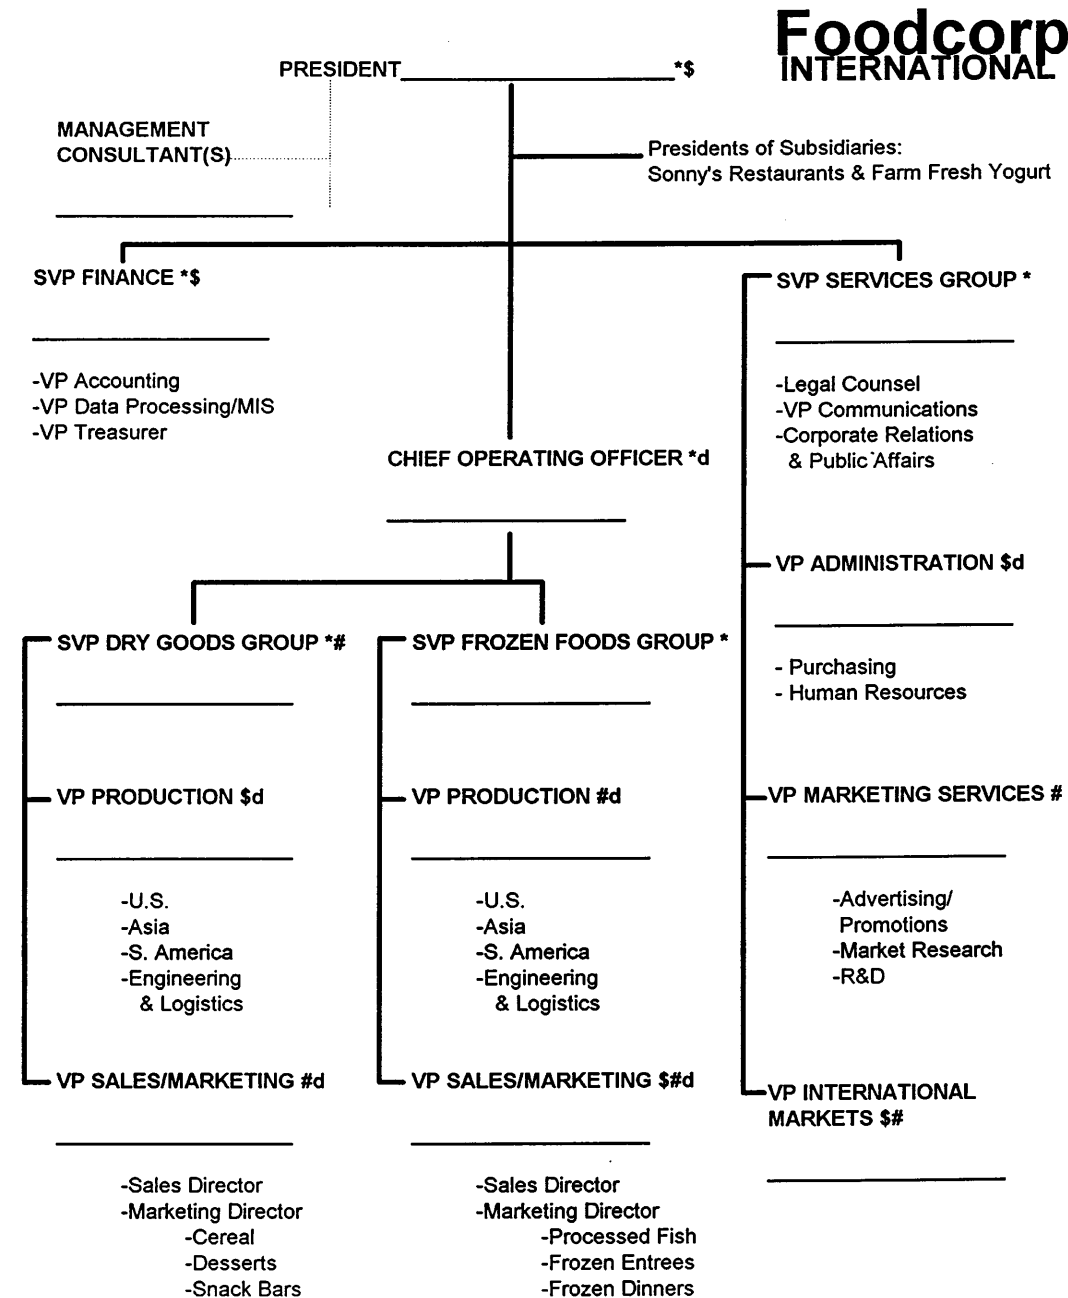 Foodcorp
INTERNATIONAL
PRESIDENT____________________*$
MANAGEMENT
CONSULTANT(S)
Presidents of Subsidiaries:
Sonny's Restaurants & Farm Fresh Yogurt
SVP FINANCE *$
-VP Accounting
-VP Data Processing/MIS
-VP Treasurer
CHIEF OPERATING OFFICER *d
SVP SERVICES GROUP *
-Legal Counsel
-VP Communications
-Corporate Relations
& Public Affairs
VP ADMINISTRATION $d
- Purchasing
- Human Resources
VP MARKETING SERVICES #
-Advertising/
Promotions
-Market Research
-R&D
VP INTERNATIONAL
MARKETS $#
SVP DRY GOODS GROUP *#
VP PRODUCTION $d
-U.S.
-Asia
-S. America
-Engineering
& Logistics
VP SALES/MARKETING #d
-Sales Director
-Marketing Director
-Cereal
-Desserts
-Snack Bars
SVP FROZEN FOODS GROUP *
VP PRODUCTION #d
-U.S.
-Asia
-S. America
-Engineering
& Logistics
VP SALES/MARKETING $#d
-Sales Director
-Marketing Director
-Processed Fish
-Frozen Entrees
-Frozen Dinners